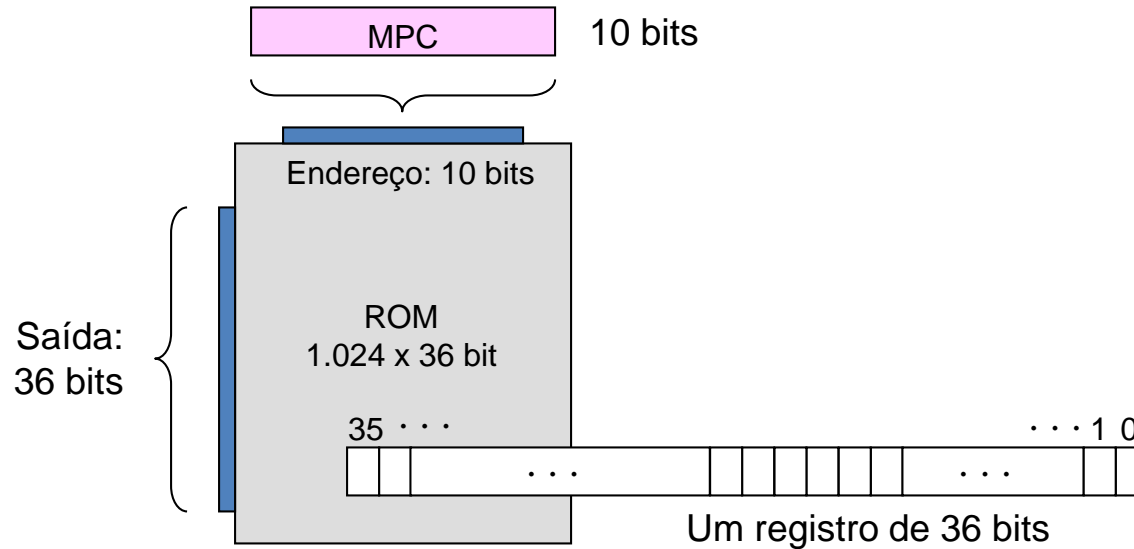 MPC
10 bits
Endereço: 10 bits
Saída:
36 bits
ROM
1.024 x 36 bit
35 · · ·
· · · 1 0
· · ·
· · ·
Um registro de 36 bits